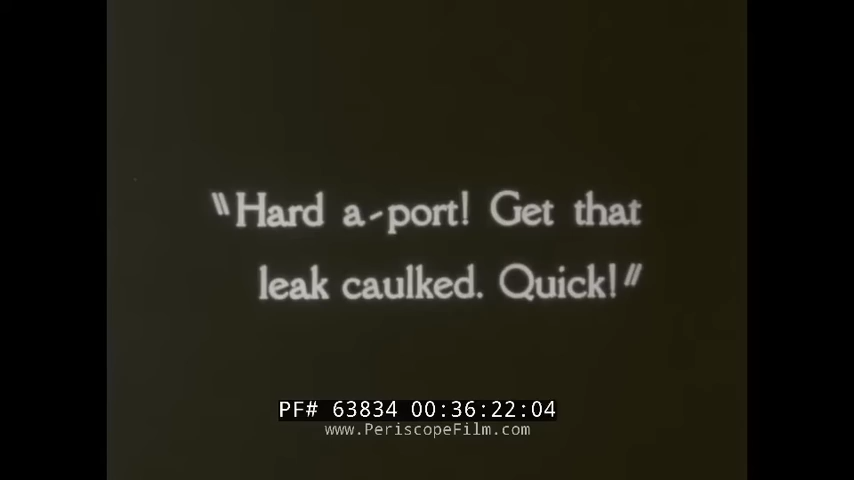 "Hard a-port! Get that
leak caulked. Quick!"
PF# 63834 00:36:22:04
www.PeriscopeFilm.com